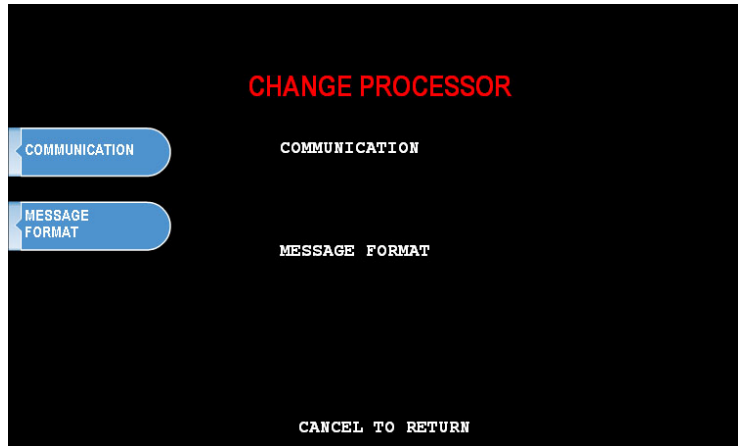 CHANGE PROCESSOR
COMMUNICATION
COMMUNICATION
MESSAGE
FORMAT
MESSAGE FORMAT
CANCEL TO RETURN